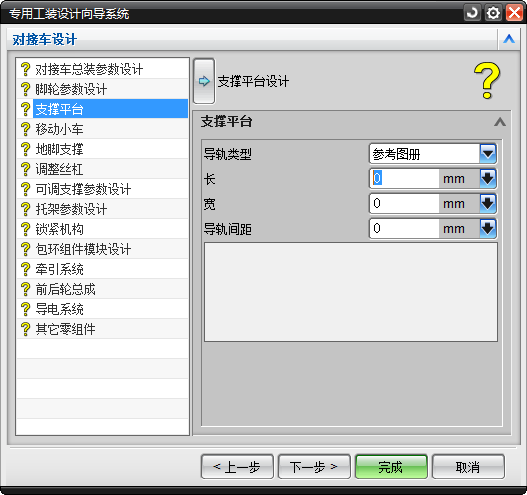 专用工装设计向导系统
对接车设计
对接车总装参数设计
脚轮参数设计
支撑平台
移动小车
地脚支撑
调整丝杠
可调支撑参数设计
托架参数设计
锁紧机构
包环组件模块设计
牵引系统
前后轮总成
导电系统
其它零组件
支撑平台设计
支撑平台
导轨类型 参考图册
长 0 mm
宽 0 mm
导轨间距 0 mm
< 上一步 下一步 > 完成 取消